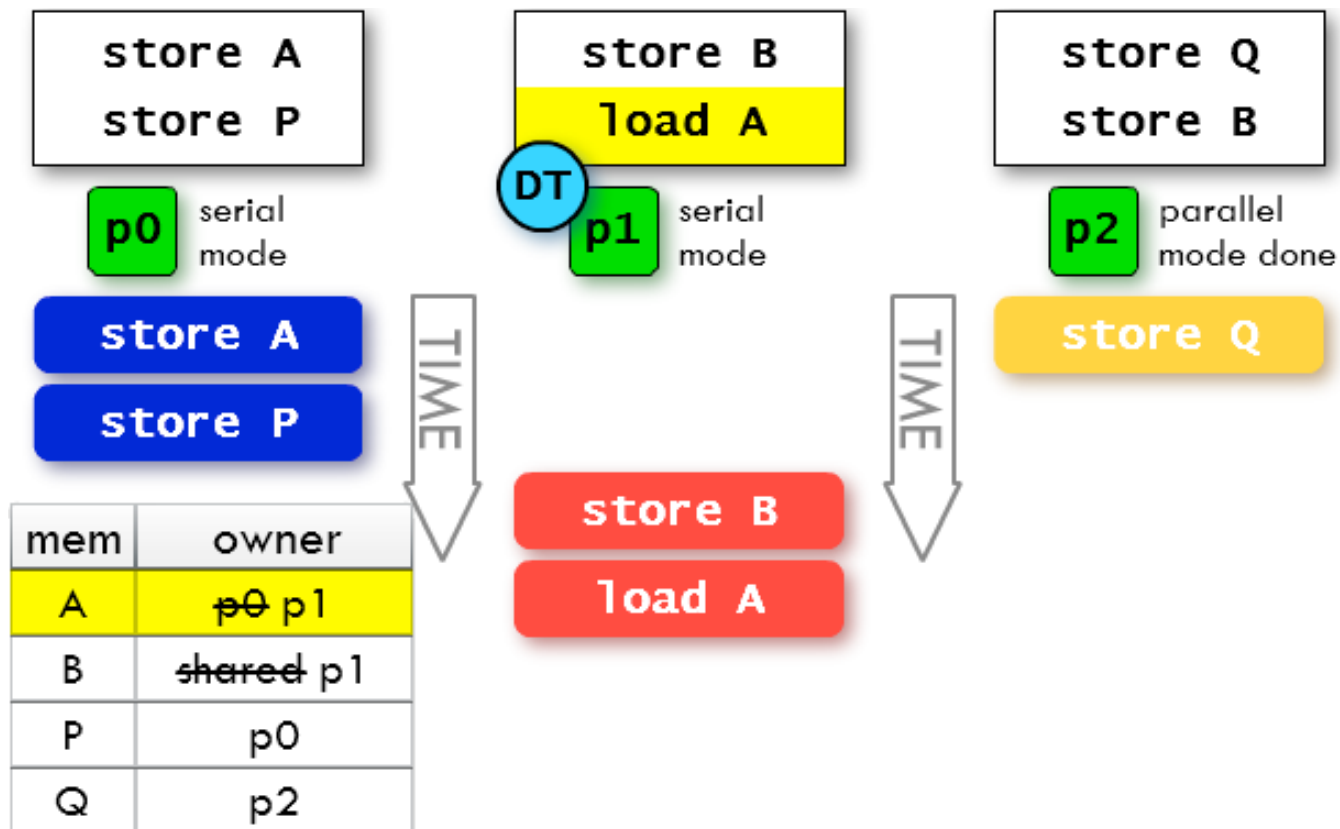 store A
store P
store B
load A
store Q
store B
p0
serial
mode
DT
p1
serial
mode
p2
parallel
mode done
store A
store P
TIME
store B
load A
TIME
store Q
mem owner
A p0 p1
B shared p1
P p0
Q p2